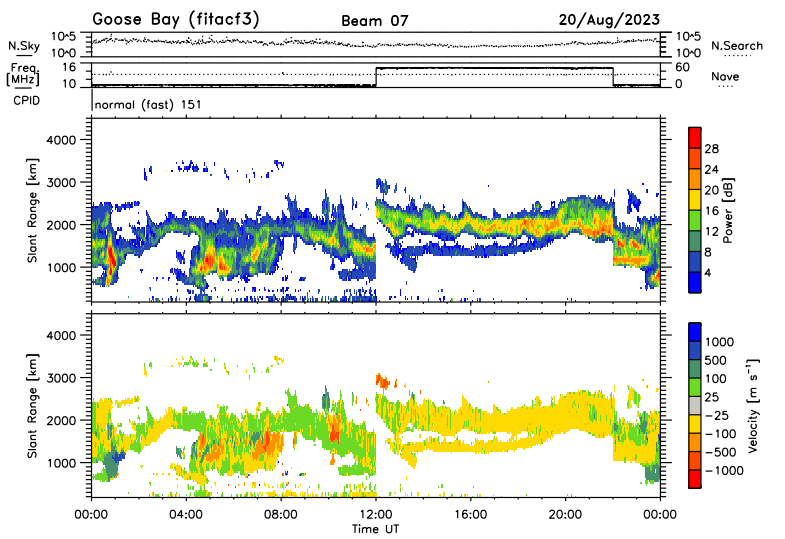 Goose Bay (fitacf3) Beam 07 20/Aug/2023
N.Sky 10^5 10^0 10^5 10^0 N.Search
Freq. [MHz] 16 10 60 0 Nave
CPID normal (fast) 151
Slant Range [km] 4000 3000 2000 1000
Power [dB] 28 24 20 16 12 8 4
Slant Range [km] 4000 3000 2000 1000
Velocity [m s⁻¹] 1000 500 100 25 −25 −100 −500 −1000
00:00 04:00 08:00 12:00 16:00 20:00 00:00
Time UT